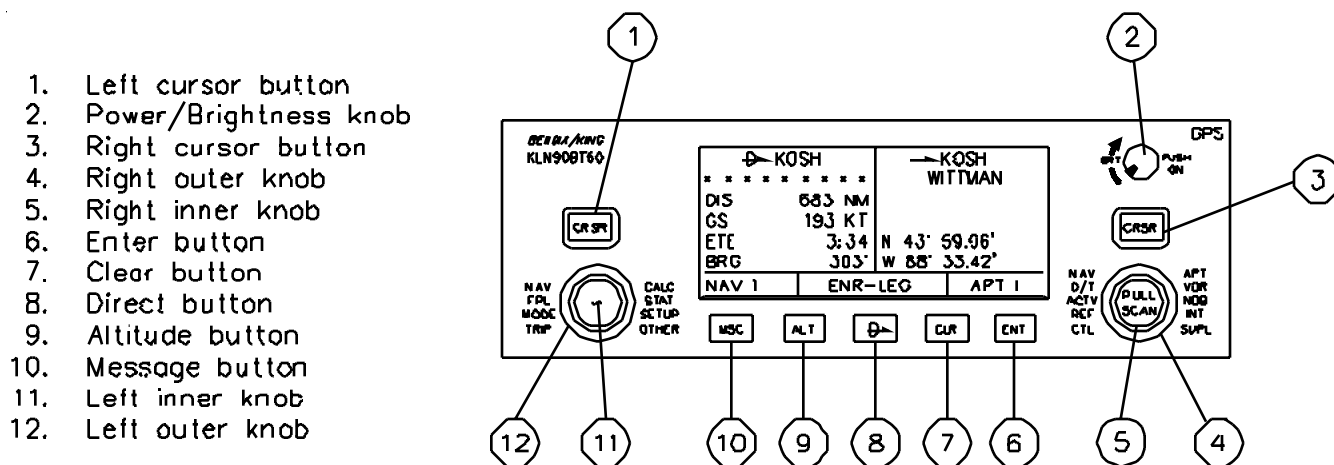 1. Left cursor button
2. Power/Brightness knob
3. Right cursor button
4. Right outer knob
5. Right inner knob
6. Enter button
7. Clear button
8. Direct button
9. Altitude button
10. Message button
11. Left inner knob
12. Left outer knob
1
2
3
GPS
BENDIX/KING
BRT
PUSH
ON
KOSH
KOSH
WITTMAN
DIS 683 NM
GS 193 KT
ETE 3:34
N 43° 59.06'
BRG 303°
W 88° 33.42'
NAV 1
ENR-LEG
APT 1
CRSR
CRSR
NAV
FPL
MODE
TRIP
CALC
STAT
SETUP
OTHER
MSG
ALT
D
CLR
ENT
NAV
D/T
ACTV
REF
CTL
PULL
SCAN
APT
VOR
NDB
INT
SUPL
12
11
10
9
8
7
6
5
4